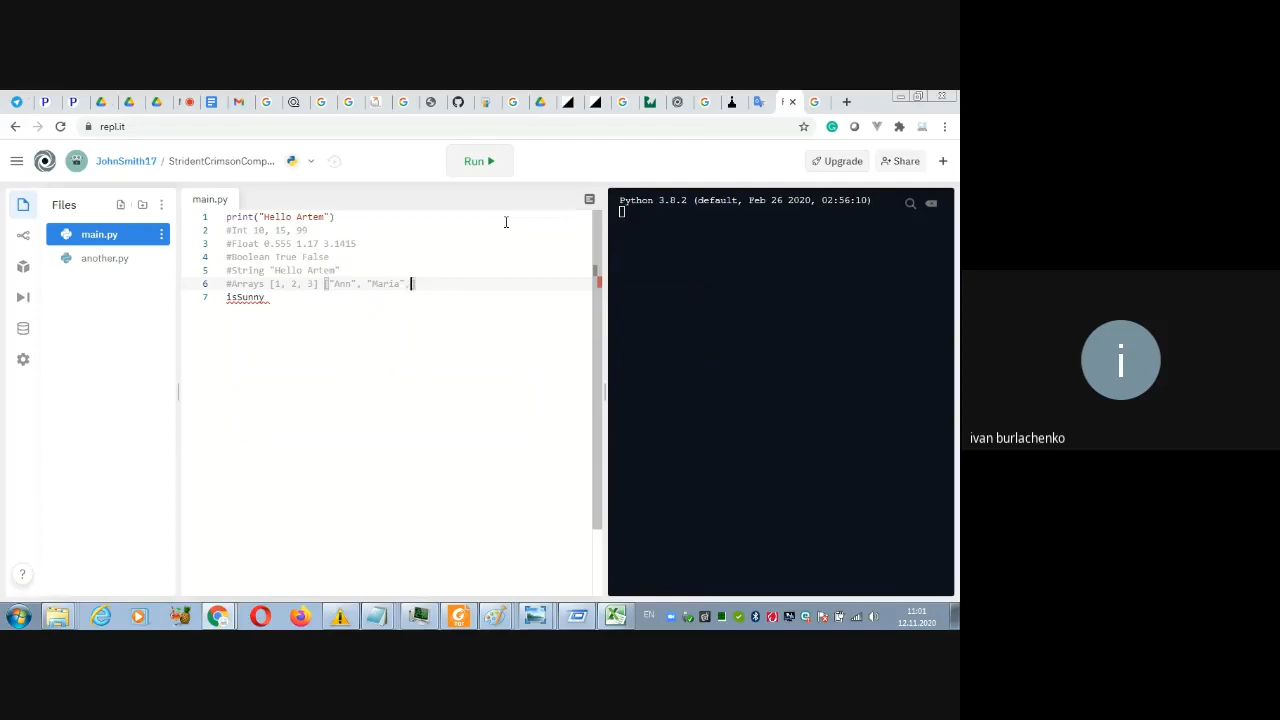 repl.it
JohnSmith17 / StridentCrimsonComp...
Run
Upgrade
Share
Files
main.py
another.py
main.py
1 print("Hello Artem")
2 #Int 10, 15, 99
3 #Float 0.555 1.17 3.1415
4 #Boolean True False
5 #String "Hello Artem"
6 #Arrays [1, 2, 3] ["Ann", "Maria",]
7 isSunny
Python 3.8.2 (default, Feb 26 2020, 02:56:10)
i
ivan burlachenko
?
EN
11:01
12.11.2020